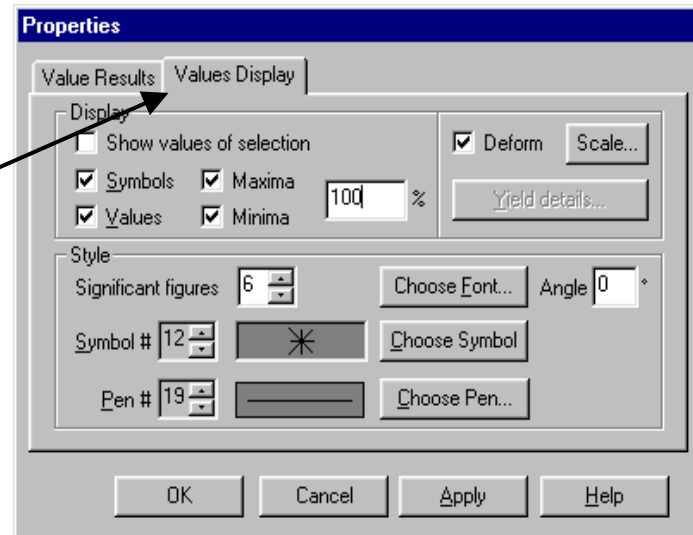 Properties
Value Results Values Display
Display
Show values of selection
Deform Scale...
Symbols Maxima
100 %
Yield details...
Values Minima
Style
Significant figures 6 Choose Font... Angle 0 °
Symbol # 12 Choose Symbol
Pen # 19 Choose Pen...
OK Cancel Apply Help